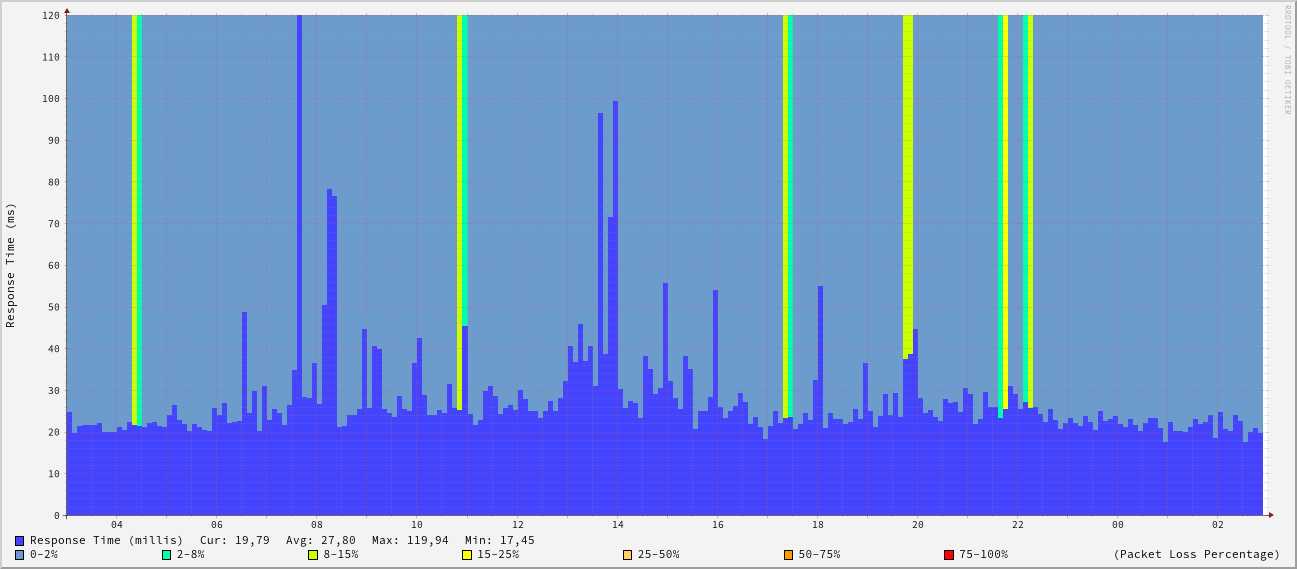 RRDTOOL / TOBI OETIKER
Response Time (ms)
120
110
100
90
80
70
60
50
40
30
20
10
0
04 06 08 10 12 14 16 18 20 22 00 02
Response Time (millis) Cur: 19,79 Avg: 27,80 Max: 119,94 Min: 17,45
0-2% 2-8% 8-15% 15-25% 25-50% 50-75% 75-100% (Packet Loss Percentage)